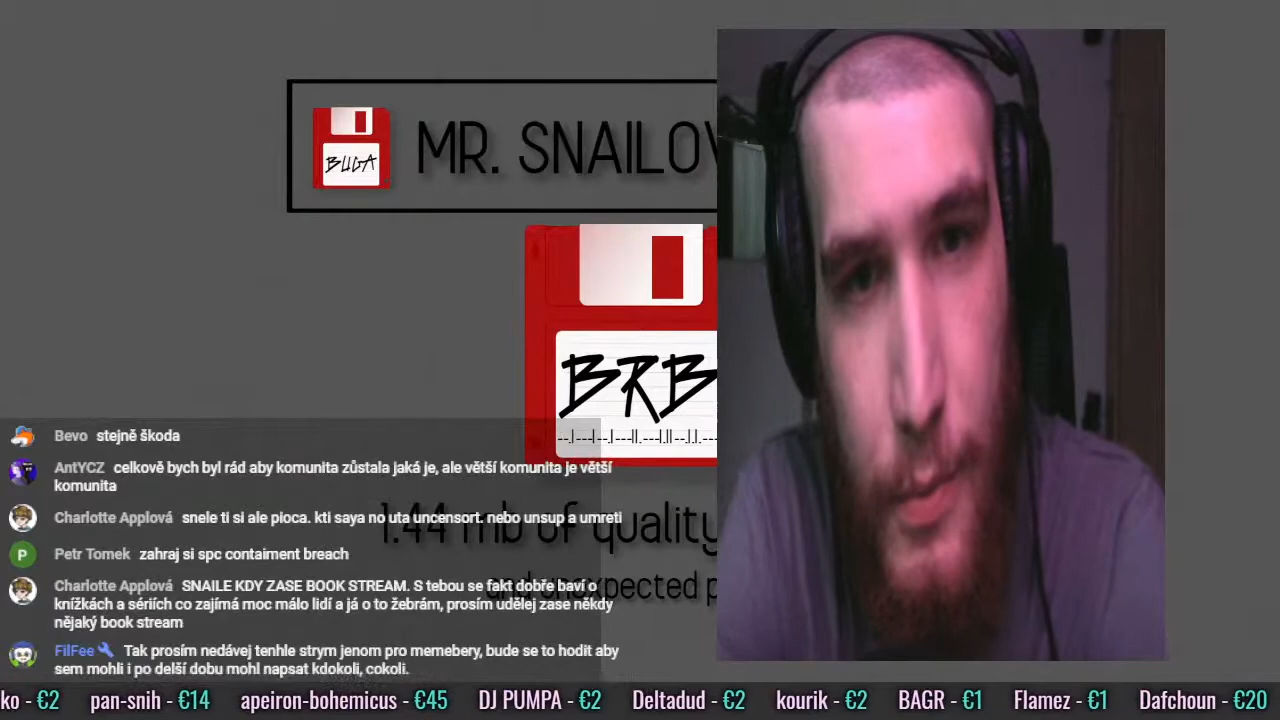 BUGA
MR. SNAILOV
BRB
1.44 mb of quality
and unexpected p
Bevo stejně škoda
AntYCZ celkově bych byl rád aby komunita zůstala jaká je, ale větší komunita je větší
komunita
Charlotte Applová snele ti si ale pioca. kti saya no uta uncensort. nebo unsup a umreti
Petr Tomek zahraj si spc contaiment breach
Charlotte Applová SNAILE KDY ZASE BOOK STREAM. S tebou se fakt dobře baví o
knížkách a sériích co zajímá moc málo lidí a já o to žebrám, prosím udělej zase někdy
nějaký book stream
FilFee Tak prosím nedávej tenhle strym jenom pro memebery, bude se to hodit aby
sem mohli i po delší dobu mohl napsat kdokoli, cokoli.
ko - €2 pan-snih - €14 apeiron-bohemicus - €45 DJ PUMPA - €2 Deltadud - €2 kourik - €2 BAGR - €1 Flamez - €1 Dafchoun - €20